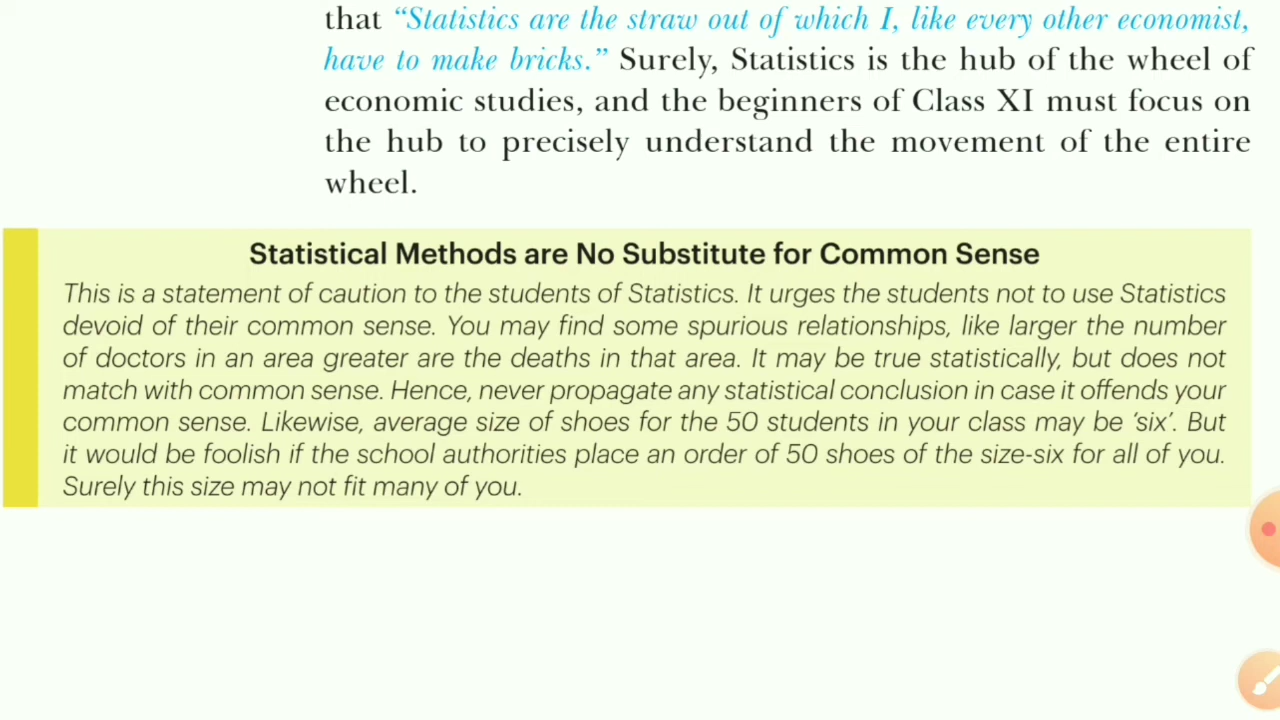 that “Statistics are the straw out of which I, like every other economist,
have to make bricks.” Surely, Statistics is the hub of the wheel of
economic studies, and the beginners of Class XI must focus on
the hub to precisely understand the movement of the entire
wheel.
Statistical Methods are No Substitute for Common Sense
This is a statement of caution to the students of Statistics. It urges the students not to use Statistics
devoid of their common sense. You may find some spurious relationships, like larger the number
of doctors in an area greater are the deaths in that area. It may be true statistically, but does not
match with common sense. Hence, never propagate any statistical conclusion in case it offends your
common sense. Likewise, average size of shoes for the 50 students in your class may be ‘six’. But
it would be foolish if the school authorities place an order of 50 shoes of the size-six for all of you.
Surely this size may not fit many of you.